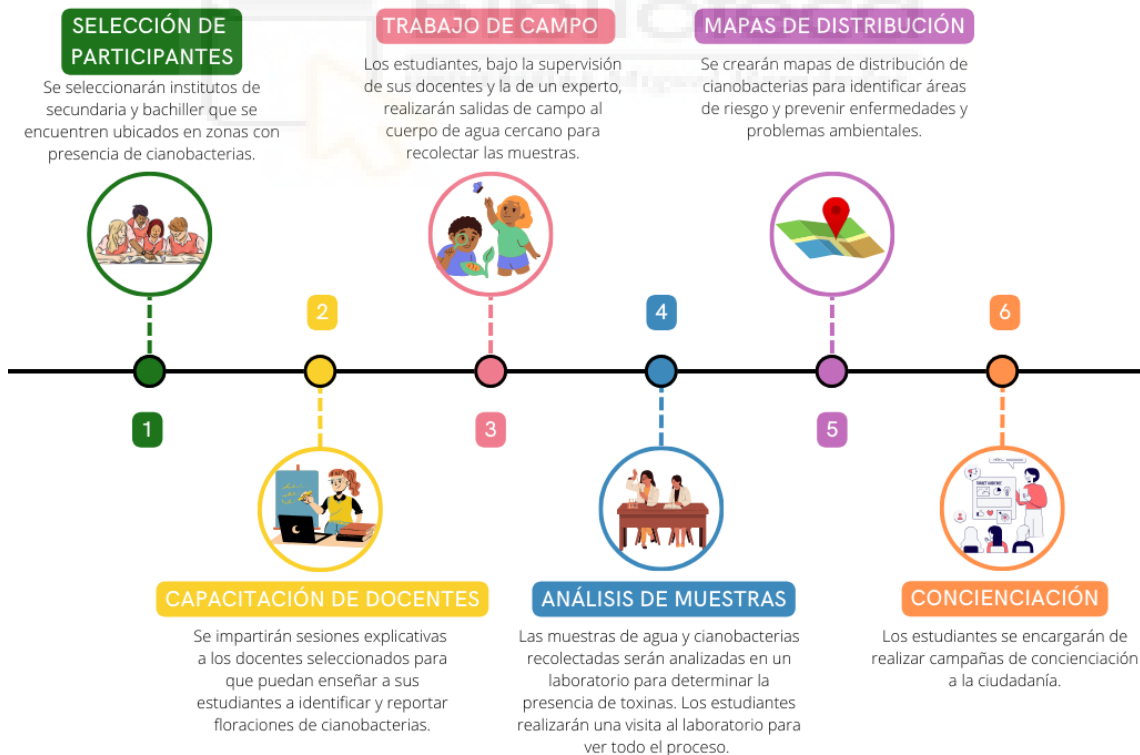 SELECCIÓN DE
PARTICIPANTES
Se seleccionarán institutos de
secundaria y bachiller que se
encuentren ubicados en zonas con
presencia de cianobacterias.
1
2
CAPACITACIÓN DE DOCENTES
Se impartirán sesiones explicativas
a los docentes seleccionados para
que puedan enseñar a sus
estudiantes a identificar y reportar
floraciones de cianobacterias.
TRABAJO DE CAMPO
Los estudiantes, bajo la supervisión
de sus docentes y la de un experto,
realizarán salidas de campo al
cuerpo de agua cercano para
recolectar las muestras.
3
4
ANÁLISIS DE MUESTRAS
Las muestras de agua y cianobacterias
recolectadas serán analizadas en un
laboratorio para determinar la
presencia de toxinas. Los estudiantes
realizarán una visita al laboratorio para
ver todo el proceso.
MAPAS DE DISTRIBUCIÓN
Se crearán mapas de distribución de
cianobacterias para identificar áreas
de riesgo y prevenir enfermedades y
problemas ambientales.
5
6
CONCIENCIACIÓN
Los estudiantes se encargarán de
realizar campañas de concienciación
a la ciudadanía.